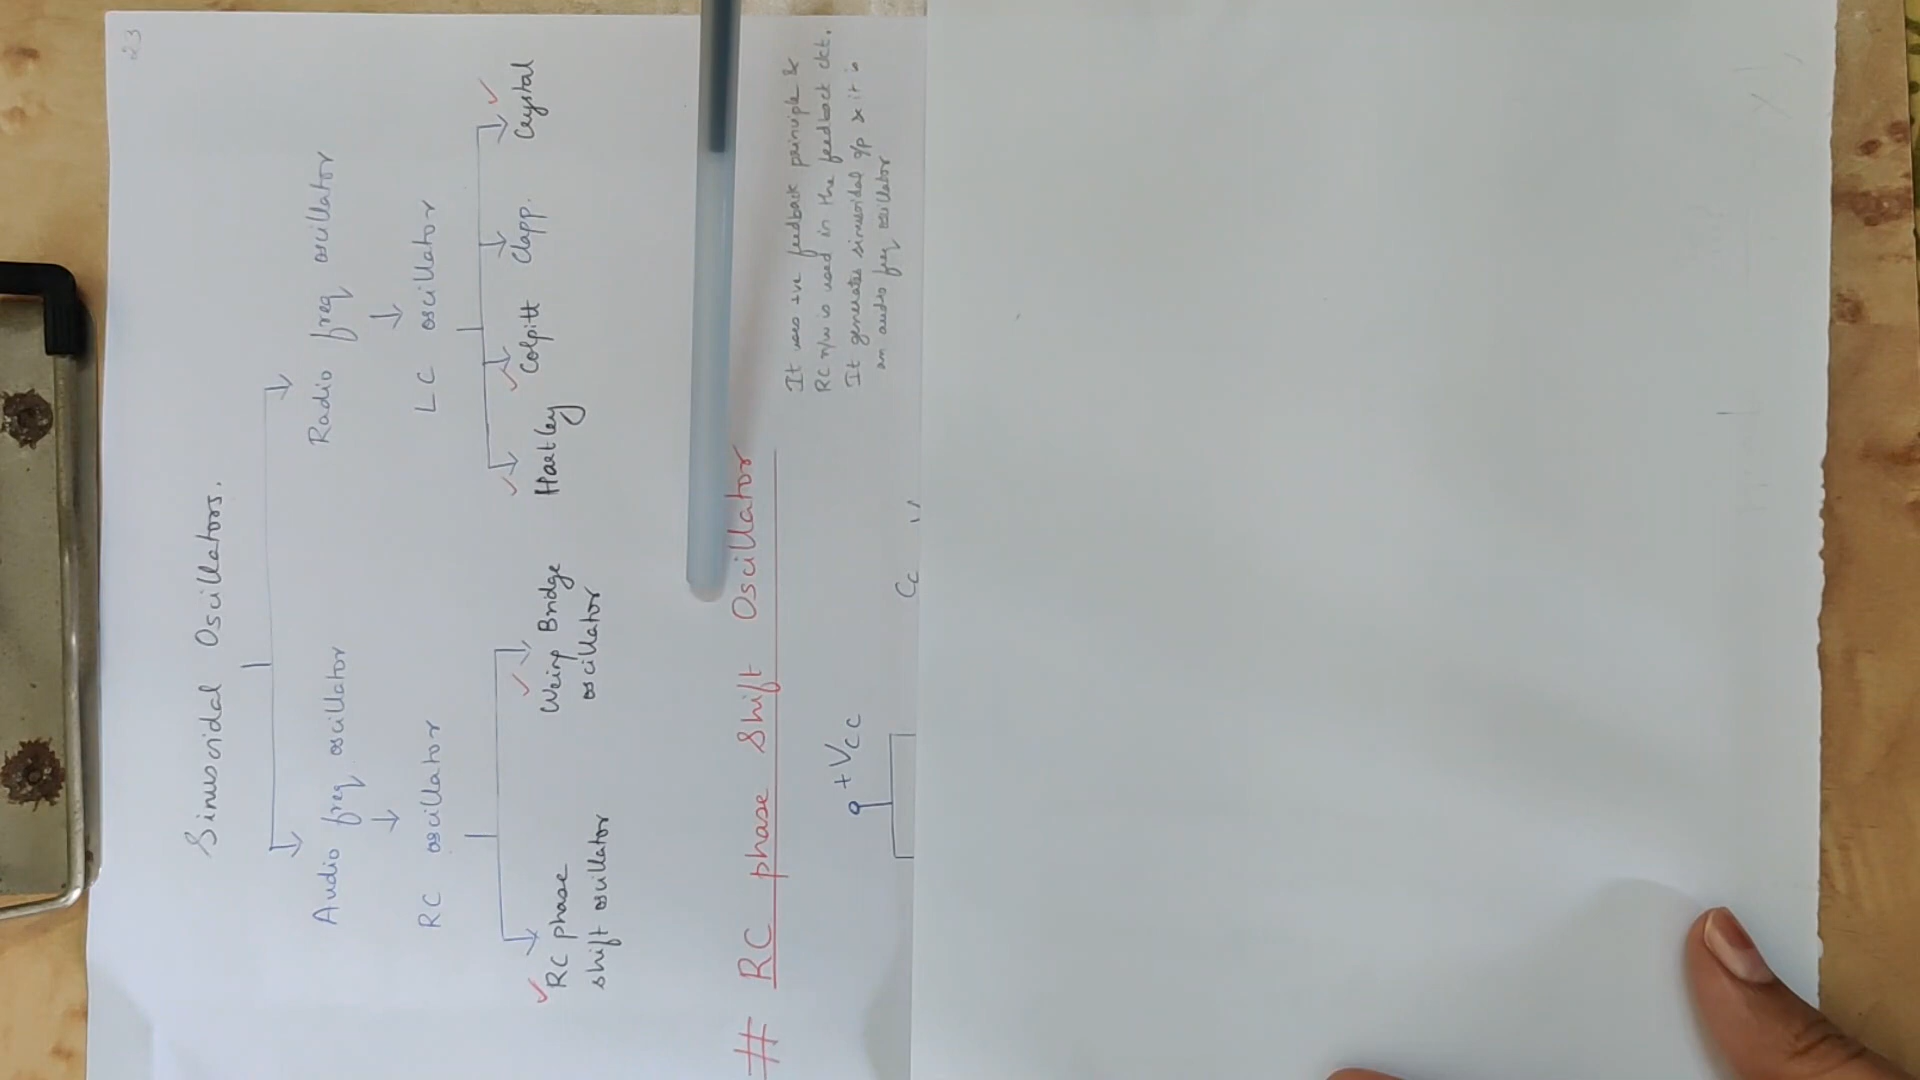 23
Sinusoidal Oscillators.
Audio freq oscillator
Radio freq oscillator
RC oscillator
LC oscillator
RC phase
shift oscillator
Wein Bridge
oscillator
Hartley
Colpitt
Clapp.
Crystal
# RC phase shift Oscillator
It uses +ve feedback principle &
RC n/w is used in the feedback ckt.
It generates sinusoidal o/p & it is
an audio freq oscillator
+VCC
Cc